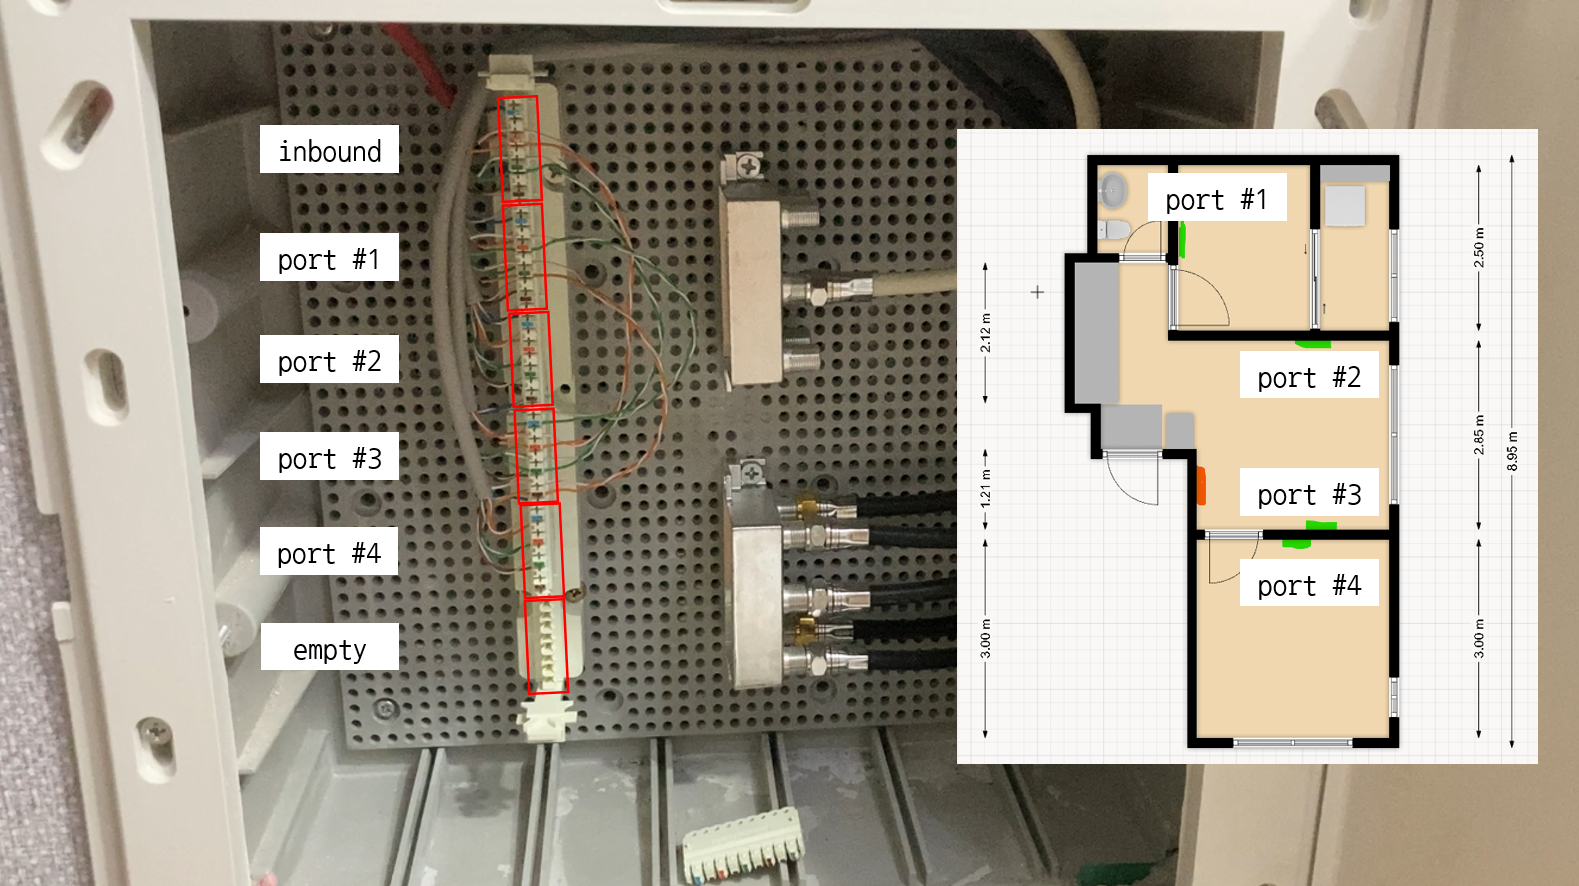 inbound
port #1
port #2
port #3
port #4
empty
port #1
port #2
port #3
port #4
2.12 m
1.21 m
3.00 m
2.50 m
2.85 m
3.00 m
8.95 m